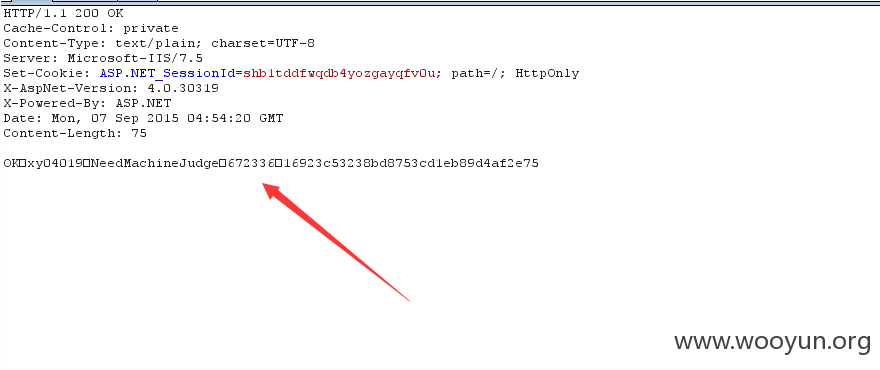 HTTP/1.1 200 OK
Cache-Control: private
Content-Type: text/plain; charset=UTF-8
Server: Microsoft-IIS/7.5
Set-Cookie: ASP.NET_SessionId=shb1tddfwqdb4yozgayqfv0u; path=/; HttpOnly
X-AspNet-Version: 4.0.30319
X-Powered-By: ASP.NET
Date: Mon, 07 Sep 2015 04:54:20 GMT
Content-Length: 75
OK□xy04019□NeedMachineJudge□672336□16923c53238bd8753cd1eb89d4af2e75
www.wooyun.org